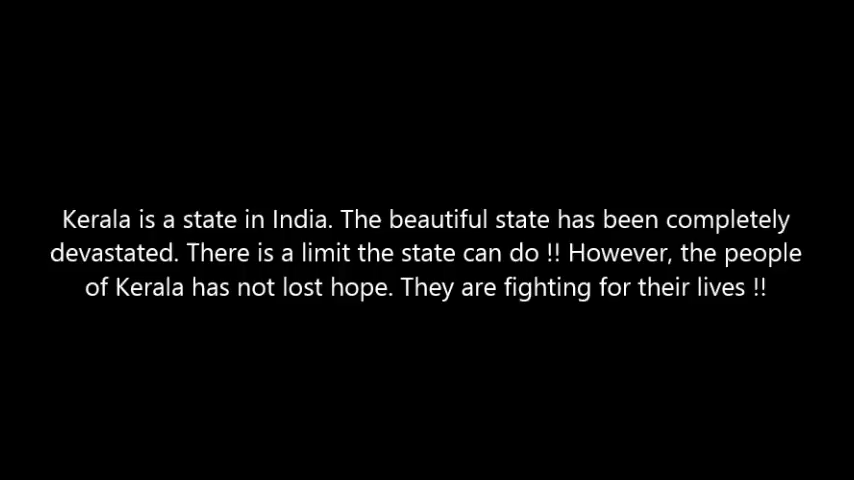 Kerala is a state in India. The beautiful state has been completely
devastated. There is a limit the state can do !! However, the people
of Kerala has not lost hope. They are fighting for their lives !!